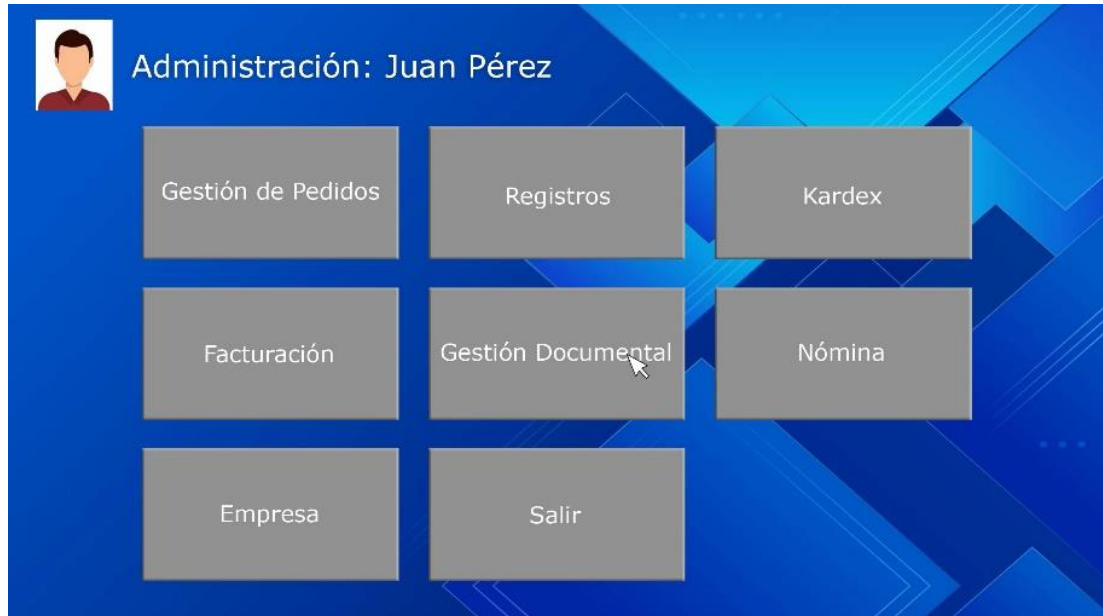 Administración: Juan Pérez
Gestión de Pedidos
Registros
Kardex
Facturación
Gestión Documental
Nómina
Empresa
Salir